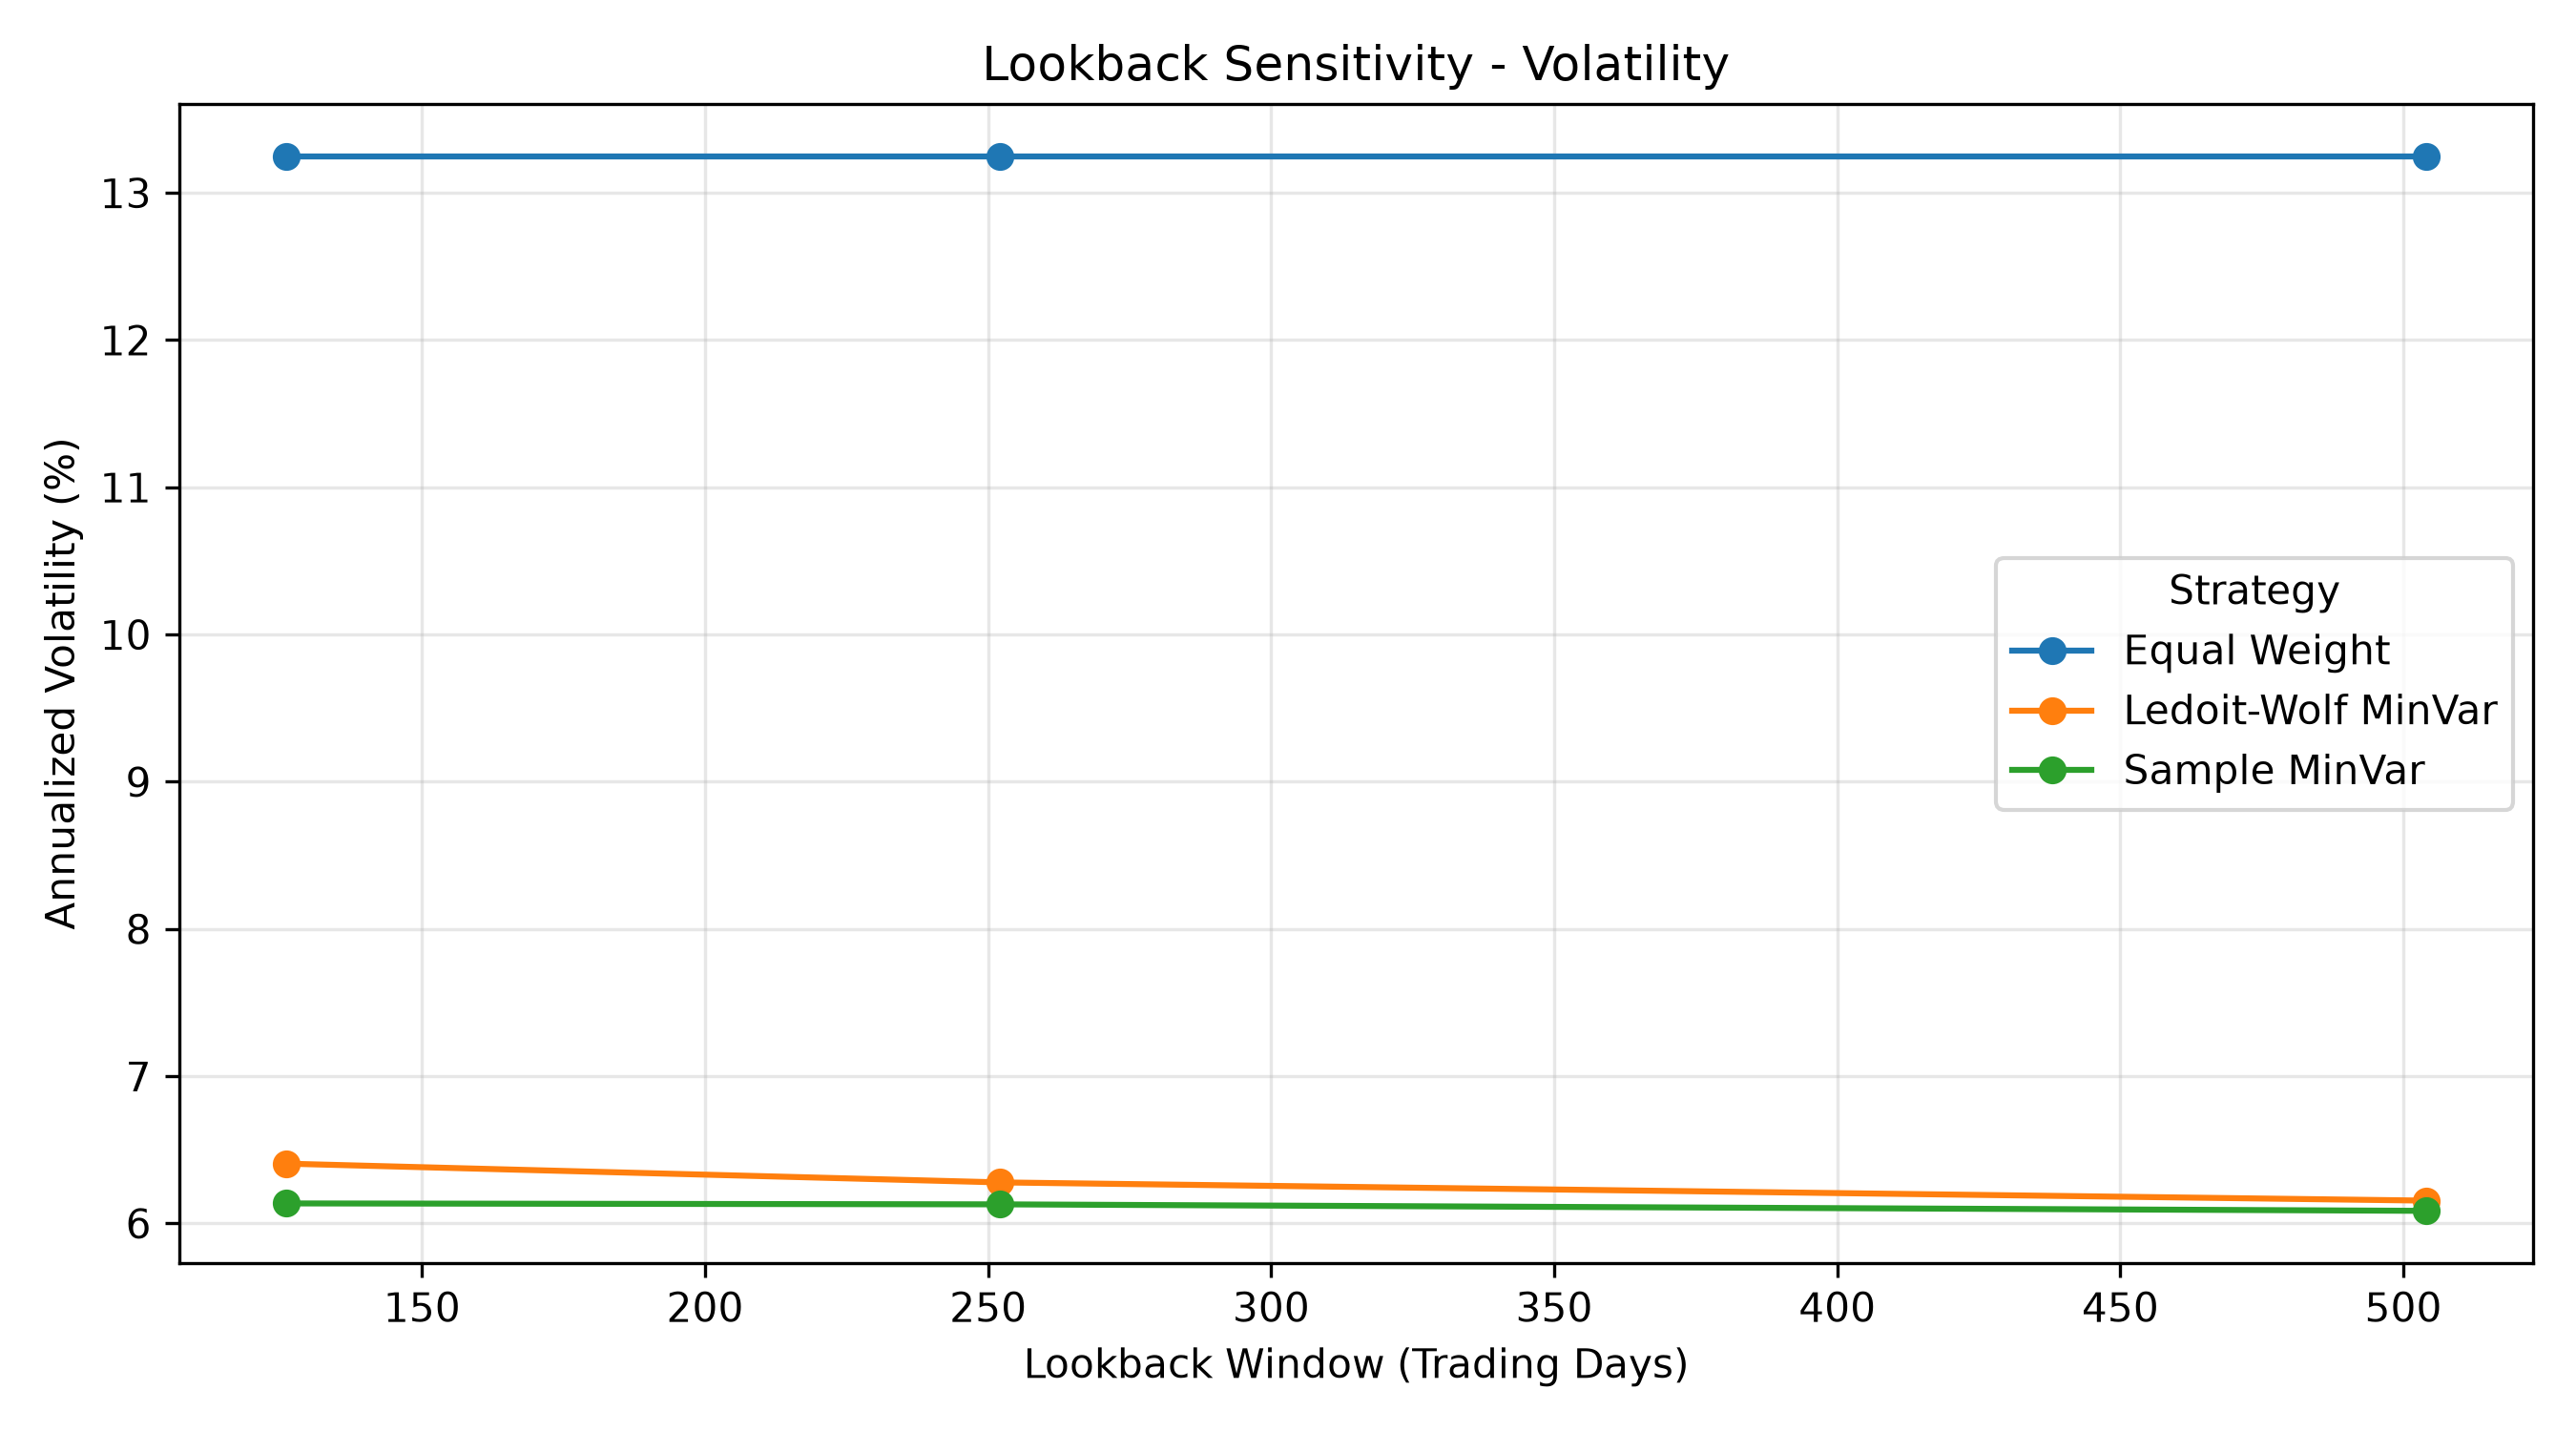 Lookback Sensitivity - Volatility
Annualized Volatility (%)
13
12
11
10
9
8
7
6
Strategy
Equal Weight
Ledoit-Wolf MinVar
Sample MinVar
150 200 250 300 350 400 450 500
Lookback Window (Trading Days)